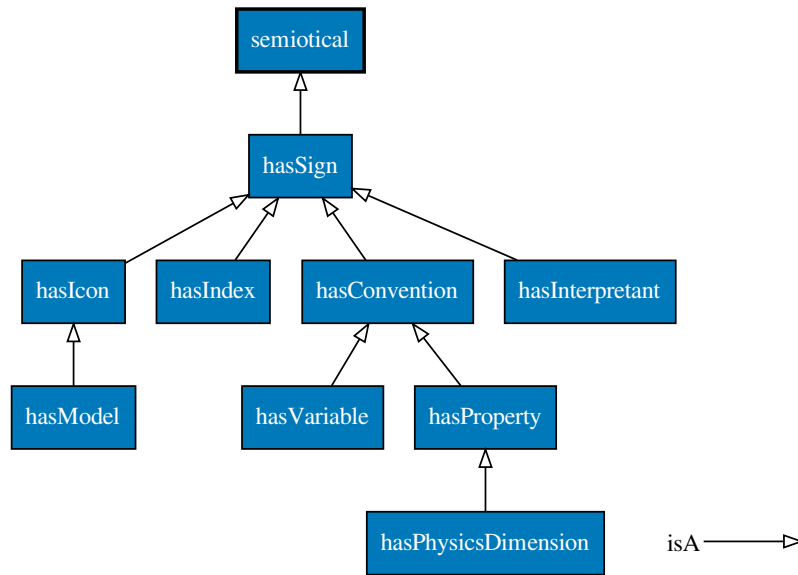 semiotical
hasSign
hasIcon
hasIndex
hasConvention
hasInterpretant
hasModel
hasVariable
hasProperty
hasPhysicsDimension
isA